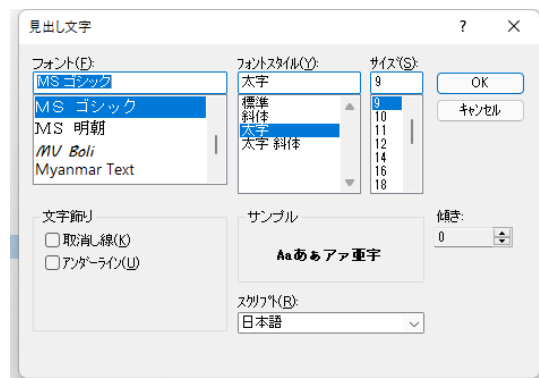 見出し文字
? ×
フォント(F):
MS ゴシック
MS ゴシック
MS 明朝
MV Boli
Myanmar Text
フォントスタイル(Y):
太字
標準
斜体
太字
太字 斜体
サイズ(S):
9
9
10
11
12
14
16
18
OK
キャンセル
文字飾り
取消し線(K)
アンダーライン(U)
サンプル
Aaあぁアァ亜宇
傾き:
0
スクリプト(R):
日本語